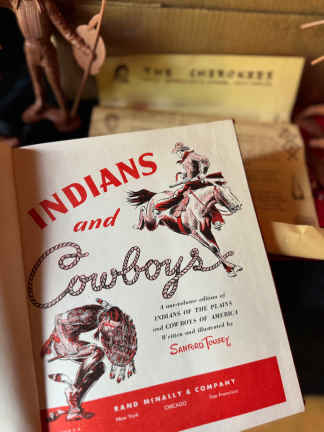 THE CHEROKEE
INDIANS
and
Cowboys
A one-volume edition of
INDIANS OF THE PLAINS
and COWBOYS OF AMERICA
Written and illustrated by
SANFORD TOUSEY
RAND McNALLY & COMPANY
New York CHICAGO San Francisco